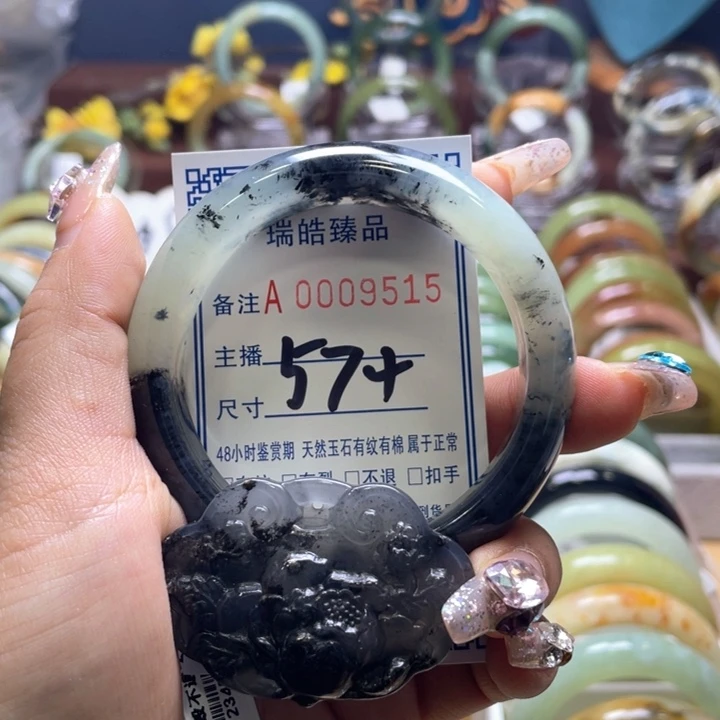 瑞皓臻品
备注A 0009515
主播
57+
尺寸
48小时鉴赏期 天然玉石有纹有棉 属于正常
□不退 □扣手